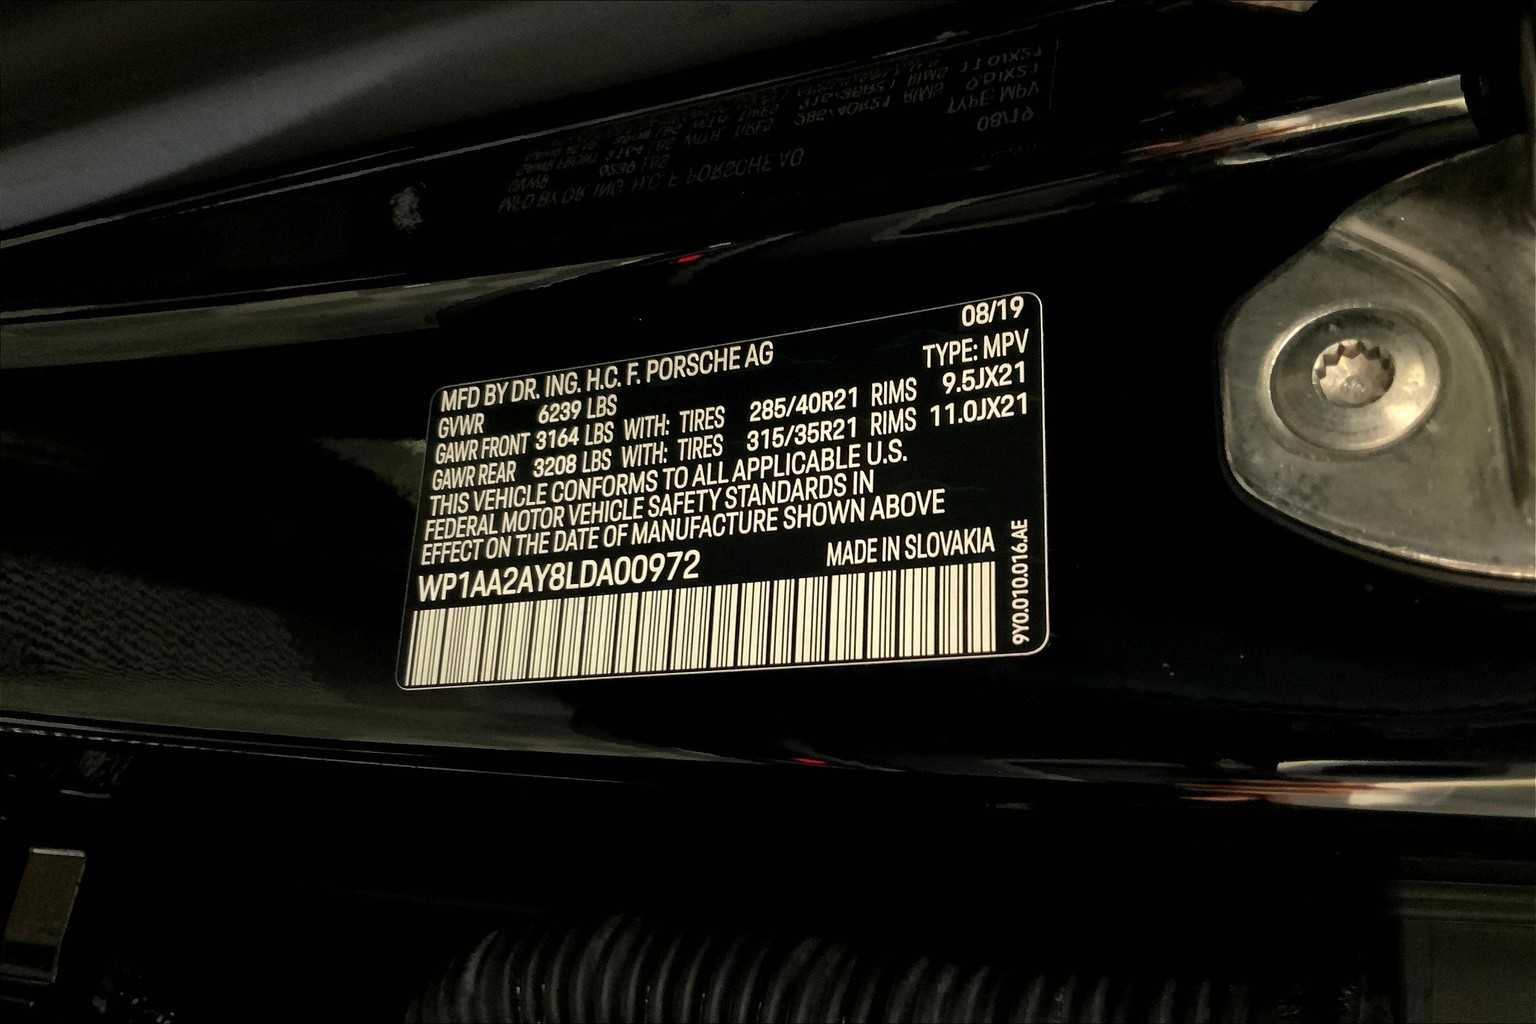 08/19
MFD BY DR. ING. H.C. F. PORSCHE AG TYPE: MPV
GVWR 6239 LBS
GAWR FRONT 3164 LBS WITH: TIRES 285/40R21 RIMS 9.5JX21
GAWR REAR 3208 LBS WITH: TIRES 315/35R21 RIMS 11.0JX21
THIS VEHICLE CONFORMS TO ALL APPLICABLE U.S.
FEDERAL MOTOR VEHICLE SAFETY STANDARDS IN
EFFECT ON THE DATE OF MANUFACTURE SHOWN ABOVE
WP1AA2AY8LDA00972 MADE IN SLOVAKIA
9Y0.010.016.AE